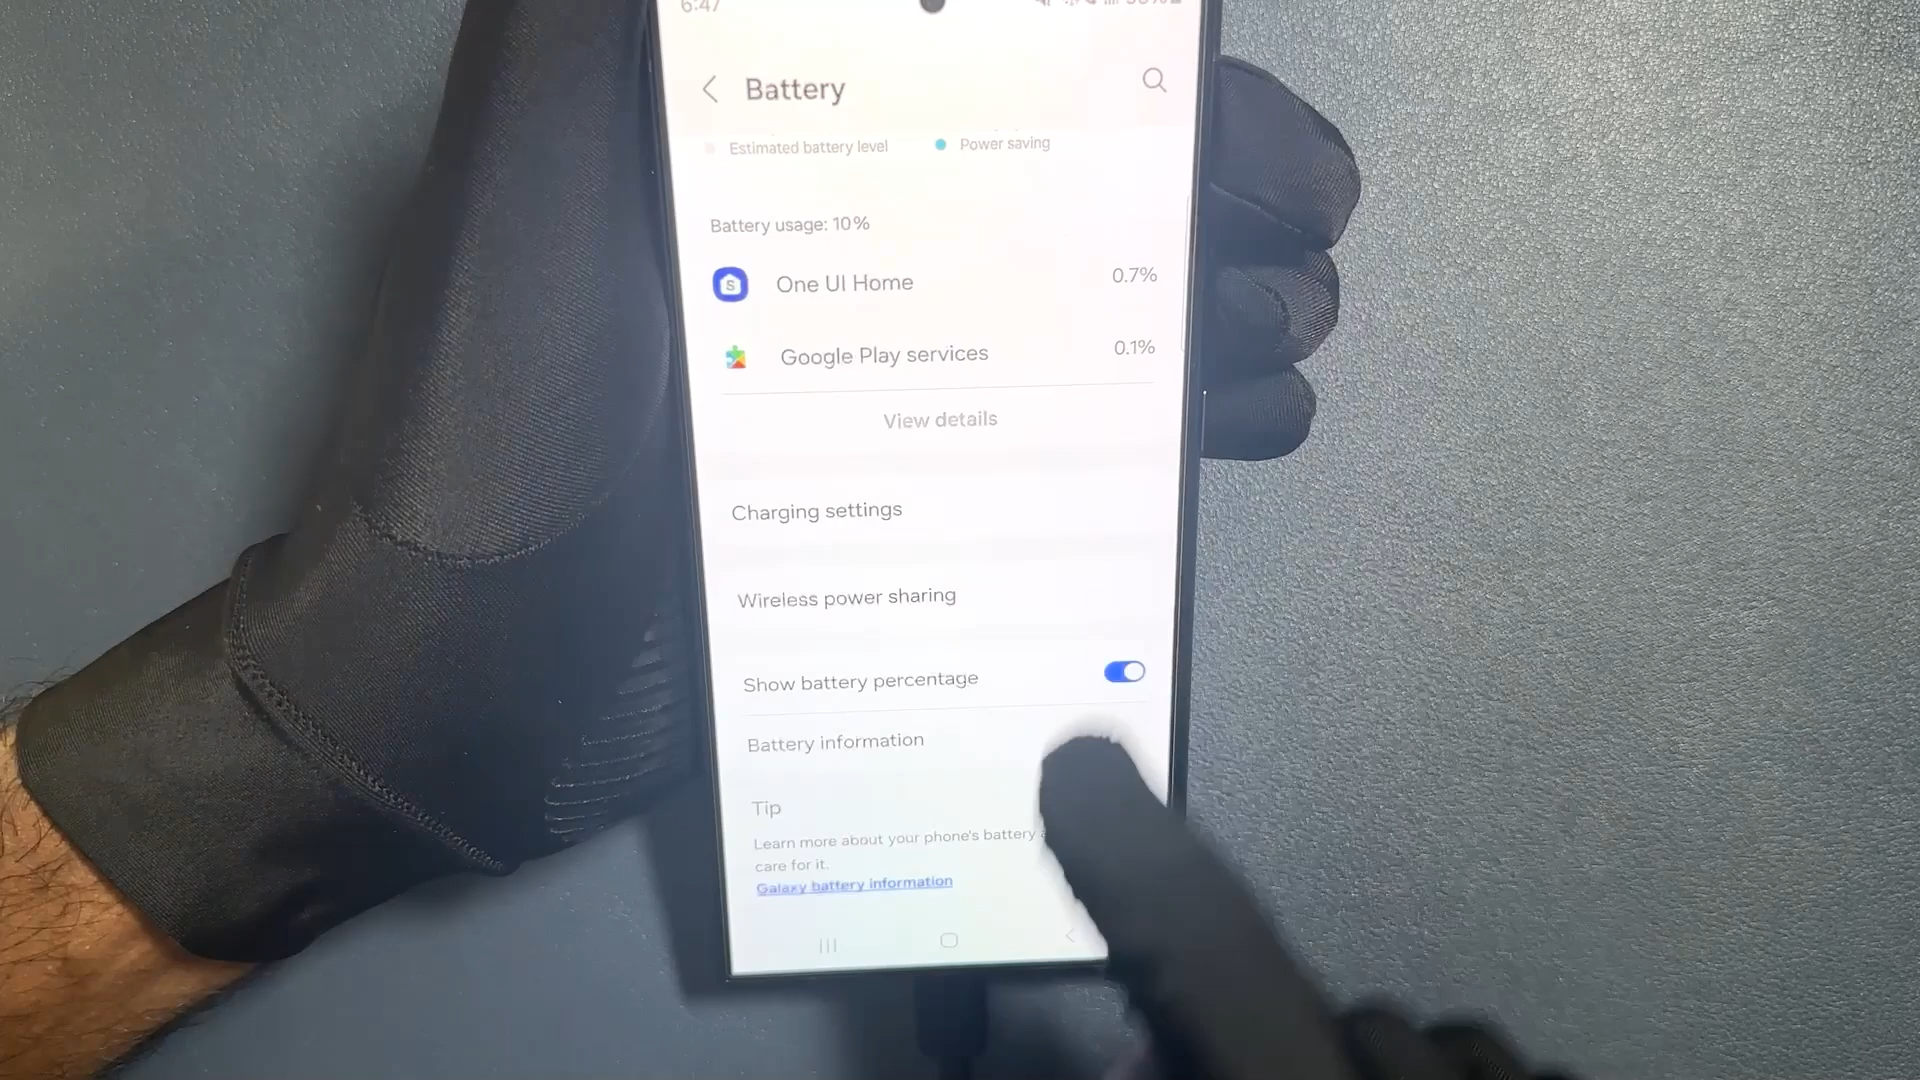 6:47
Battery
Estimated battery level
Power saving
Battery usage: 10%
One UI Home
0.7%
Google Play services
0.1%
View details
Charging settings
Wireless power sharing
Show battery percentage
Battery information
Tip
Learn more about your phone's battery
care for it.
Galaxy battery information